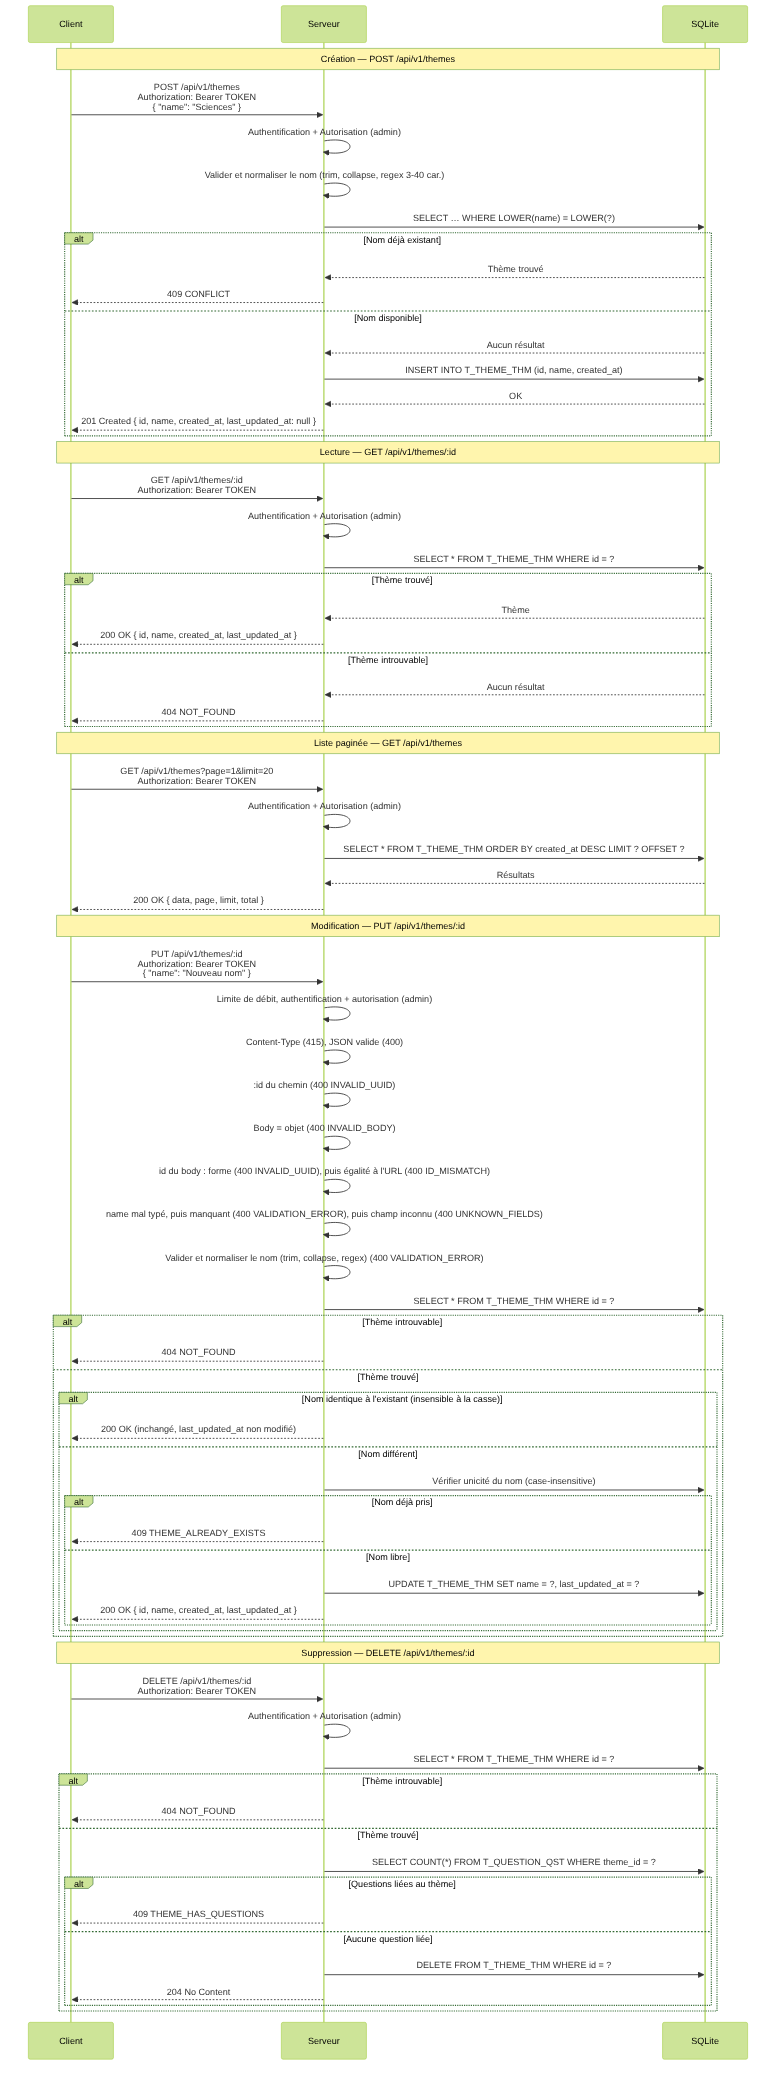 Client
Serveur
SQLite
Création — POST /api/v1/themes
POST /api/v1/themes
Authorization: Bearer TOKEN
{ "name": "Sciences" }
Authentification + Autorisation (admin)
Valider et normaliser le nom (trim, collapse, regex 3-40 car.)
SELECT … WHERE LOWER(name) = LOWER(?)
alt
[Nom déjà existant]
Thème trouvé
409 CONFLICT
[Nom disponible]
Aucun résultat
INSERT INTO T_THEME_THM (id, name, created_at)
OK
201 Created { id, name, created_at, last_updated_at: null }
Lecture — GET /api/v1/themes/:id
GET /api/v1/themes/:id
Authorization: Bearer TOKEN
Authentification + Autorisation (admin)
SELECT * FROM T_THEME_THM WHERE id = ?
alt
[Thème trouvé]
Thème
200 OK { id, name, created_at, last_updated_at }
[Thème introuvable]
Aucun résultat
404 NOT_FOUND
Liste paginée — GET /api/v1/themes
GET /api/v1/themes?page=1&limit=20
Authorization: Bearer TOKEN
Authentification + Autorisation (admin)
SELECT * FROM T_THEME_THM ORDER BY created_at DESC LIMIT ? OFFSET ?
Résultats
200 OK { data, page, limit, total }
Modification — PUT /api/v1/themes/:id
PUT /api/v1/themes/:id
Authorization: Bearer TOKEN
{ "name": "Nouveau nom" }
Limite de débit, authentification + autorisation (admin)
Content-Type (415), JSON valide (400)
:id du chemin (400 INVALID_UUID)
Body = objet (400 INVALID_BODY)
id du body : forme (400 INVALID_UUID), puis égalité à l'URL (400 ID_MISMATCH)
name mal typé, puis manquant (400 VALIDATION_ERROR), puis champ inconnu (400 UNKNOWN_FIELDS)
Valider et normaliser le nom (trim, collapse, regex) (400 VALIDATION_ERROR)
SELECT * FROM T_THEME_THM WHERE id = ?
alt
[Thème introuvable]
404 NOT_FOUND
[Thème trouvé]
alt
[Nom identique à l'existant (insensible à la casse)]
200 OK (inchangé, last_updated_at non modifié)
[Nom différent]
Vérifier unicité du nom (case-insensitive)
alt
[Nom déjà pris]
409 THEME_ALREADY_EXISTS
[Nom libre]
UPDATE T_THEME_THM SET name = ?, last_updated_at = ?
200 OK { id, name, created_at, last_updated_at }
Suppression — DELETE /api/v1/themes/:id
DELETE /api/v1/themes/:id
Authorization: Bearer TOKEN
Authentification + Autorisation (admin)
SELECT * FROM T_THEME_THM WHERE id = ?
alt
[Thème introuvable]
404 NOT_FOUND
[Thème trouvé]
SELECT COUNT(*) FROM T_QUESTION_QST WHERE theme_id = ?
alt
[Questions liées au thème]
409 THEME_HAS_QUESTIONS
[Aucune question liée]
DELETE FROM T_THEME_THM WHERE id = ?
204 No Content
Client
Serveur
SQLite